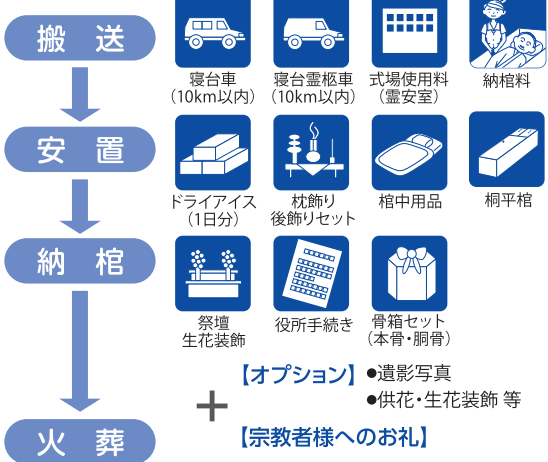 搬送
寝台車
（10km以内）
寝台霊柩車
（10km以内）
式場使用料
（霊安室）
納棺料
安置
ドライアイス
（1日分）
枕飾り
後飾りセット
棺中用品
桐平棺
納棺
祭壇
生花装飾
役所手続き
骨箱セット
（本骨・胴骨）
【オプション】
●遺影写真
●供花・生花装飾 等
＋
火葬
【宗教者様へのお礼】